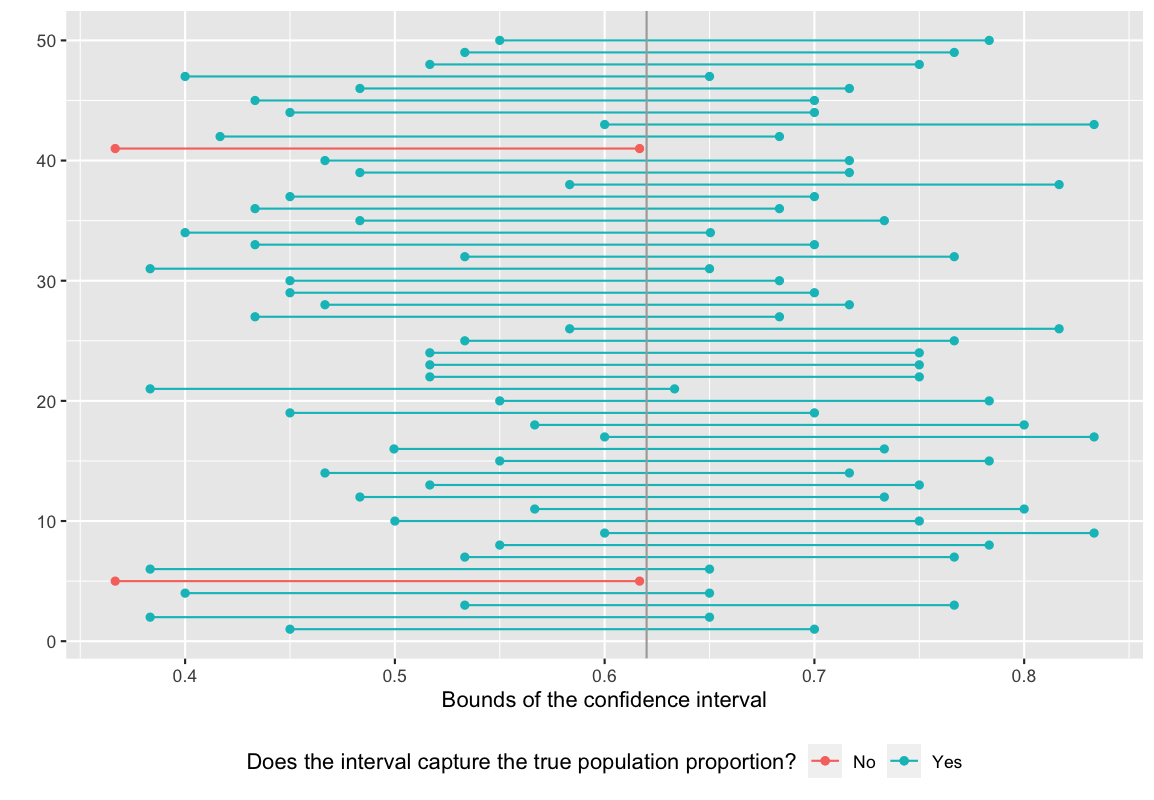 50
40
30
20
10
0
0.4 0.5 0.6 0.7 0.8
Bounds of the confidence interval
Does the interval capture the true population proportion? No Yes